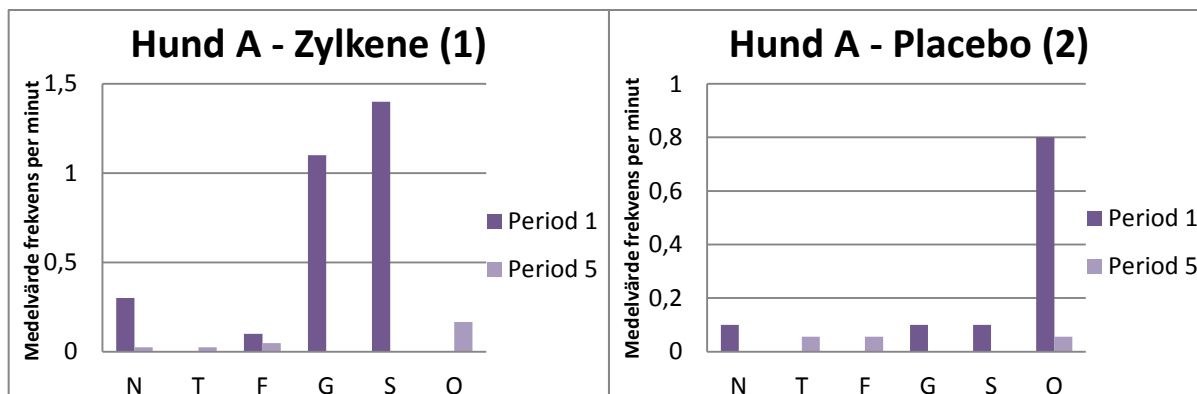 Hund A - Zylkene (1)
Medelvärde frekvens per minut
1,5
1
0,5
0
N T F G S O
Period 1
Period 5
Hund A - Placebo (2)
Medelvärde frekvens per minut
1
0,8
0,6
0,4
0,2
0
N T F G S O
Period 1
Period 5